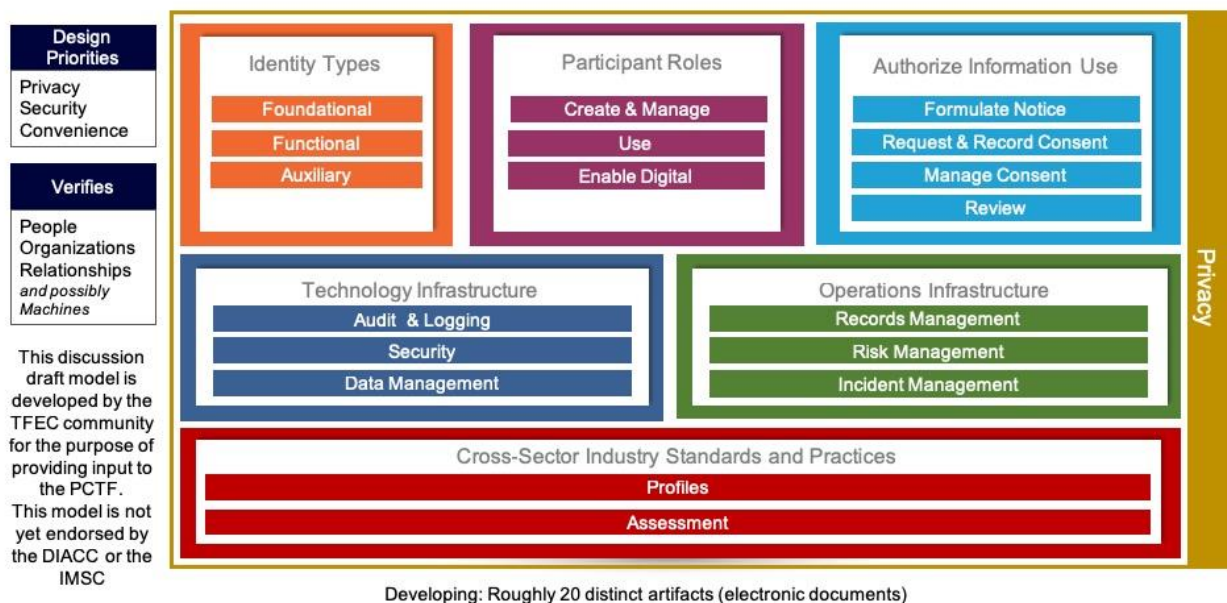 Design
Priorities
Privacy
Security
Convenience
Verifies
People
Organizations
Relationships
and possibly
Machines
This discussion
draft model is
developed by the
TFEC community
for the purpose of
providing input to
the PCTF.
This model is not
yet endorsed by
the DIACC or the
IMSC
Identity Types
Foundational
Functional
Auxiliary
Participant Roles
Create & Manage
Use
Enable Digital
Authorize Information Use
Formulate Notice
Request & Record Consent
Manage Consent
Review
Technology Infrastructure
Audit & Logging
Security
Data Management
Operations Infrastructure
Records Management
Risk Management
Incident Management
Cross-Sector Industry Standards and Practices
Profiles
Assessment
Privacy
Developing: Roughly 20 distinct artifacts (electronic documents)